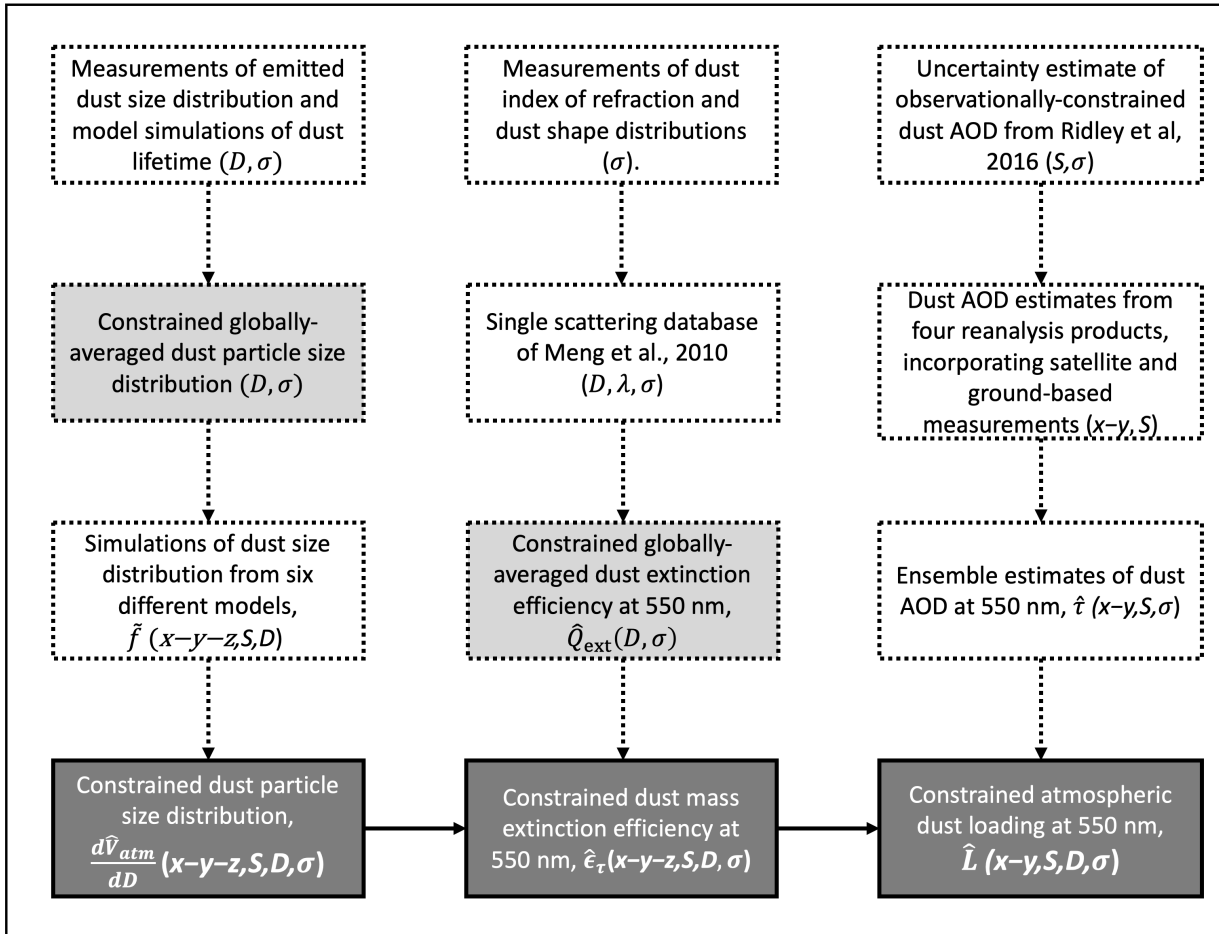 Measurements of emitted
dust size distribution and
model simulations of dust
lifetime (D, σ)
Constrained globally-
averaged dust particle size
distribution (D, σ)
Simulations of dust size
distribution from six
different models,
f̃ (x−y−z,S,D)
Constrained dust particle
size distribution,
dV̂atm/dD (x−y−z,S,D,σ)
Measurements of dust
index of refraction and
dust shape distributions
(σ).
Single scattering database
of Meng et al., 2010
(D, λ, σ)
Constrained globally-
averaged dust extinction
efficiency at 550 nm,
Q̂ext(D, σ)
Constrained dust mass
extinction efficiency at
550 nm, ϵ̂τ(x−y−z,S,D, σ)
Uncertainty estimate of
observationally-constrained
dust AOD from Ridley et al,
2016 (S,σ)
Dust AOD estimates from
four reanalysis products,
incorporating satellite and
ground-based
measurements (x−y, S)
Ensemble estimates of dust
AOD at 550 nm, τ̂ (x−y,S,σ)
Constrained atmospheric
dust loading at 550 nm,
L̂ (x−y,S,D,σ)